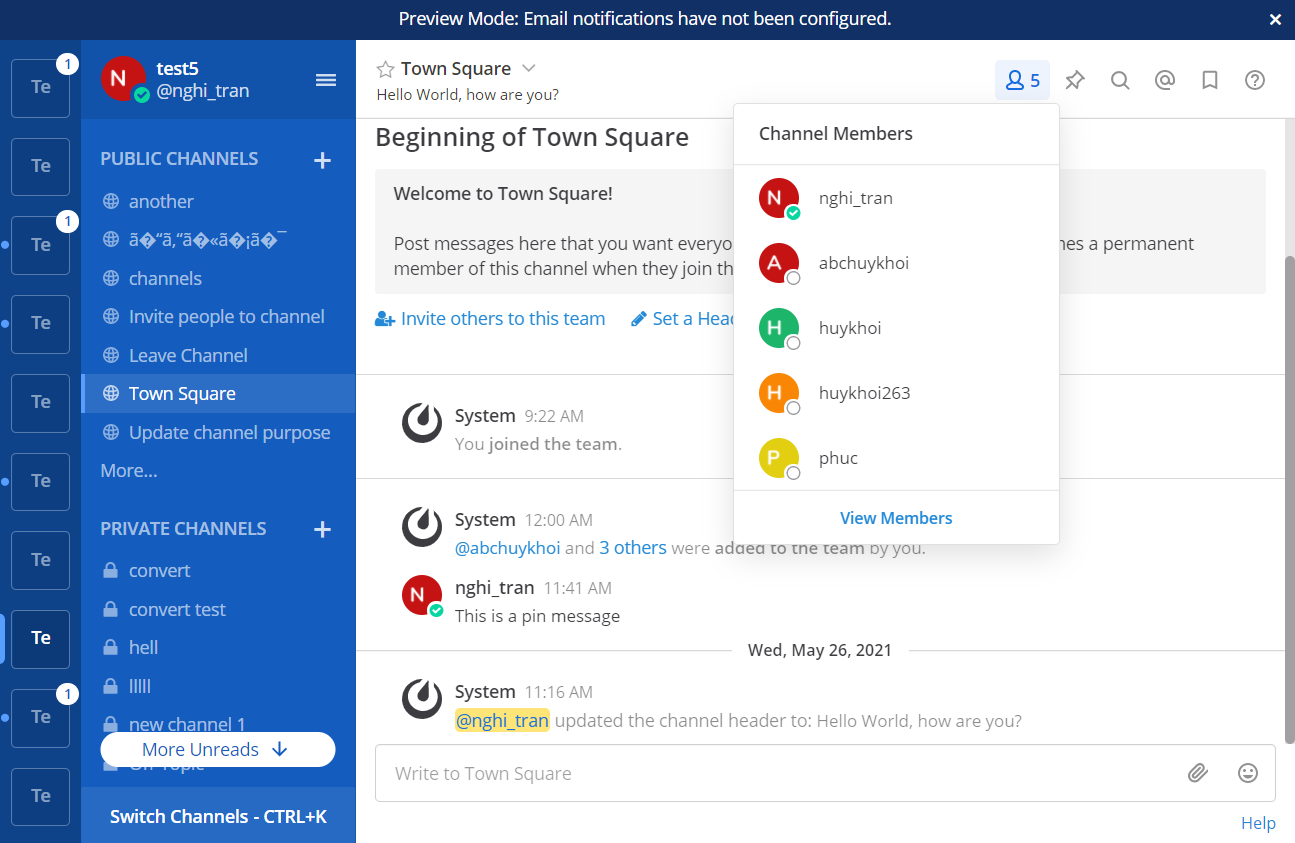 Preview Mode: Email notifications have not been configured.
Te
1
Te
Te
1
Te
Te
Te
Te
Te
Te
1
Te
N
test5
@nghi_tran
PUBLIC CHANNELS
another
channels
Invite people to channel
Leave Channel
Town Square
Update channel purpose
More...
PRIVATE CHANNELS
convert
convert test
hell
lllll
new channel 1
More Unreads
Off-Topic
Switch Channels - CTRL+K
Town Square
Hello World, how are you?
5
Beginning of Town Square
Welcome to Town Square!
Post messages here that you want everyo
nes a permanent
member of this channel when they join th
Invite others to this team
Set a Head
System 9:22 AM
You joined the team.
System 12:00 AM
@abchuykhoi and 3 others were added to the team by you.
N
nghi_tran 11:41 AM
This is a pin message
Wed, May 26, 2021
System 11:16 AM
@nghi_tran updated the channel header to: Hello World, how are you?
Write to Town Square
Help
Channel Members
N nghi_tran
A abchuykhoi
H huykhoi
H huykhoi263
P phuc
View Members